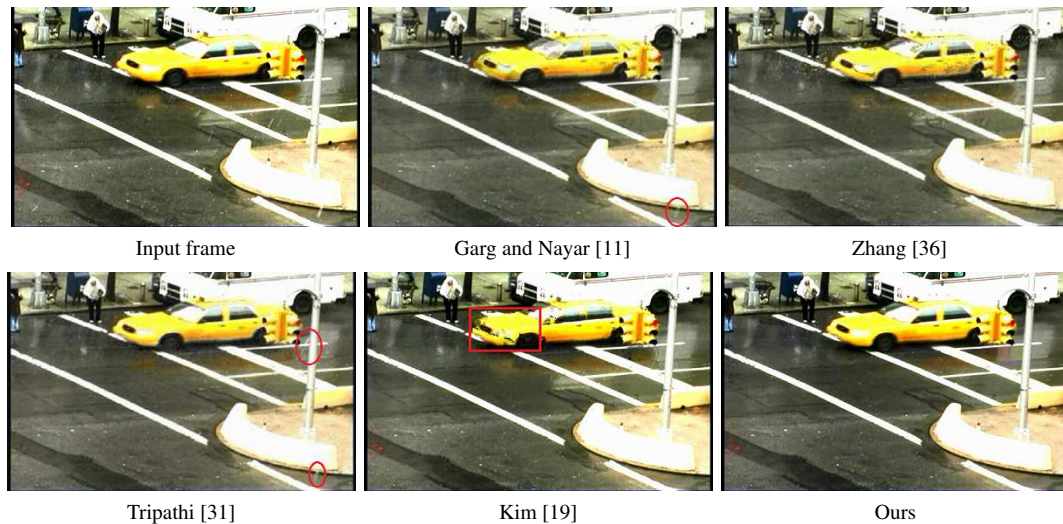 Input frame
Garg and Nayar [11]
Zhang [36]
Tripathi [31]
Kim [19]
Ours